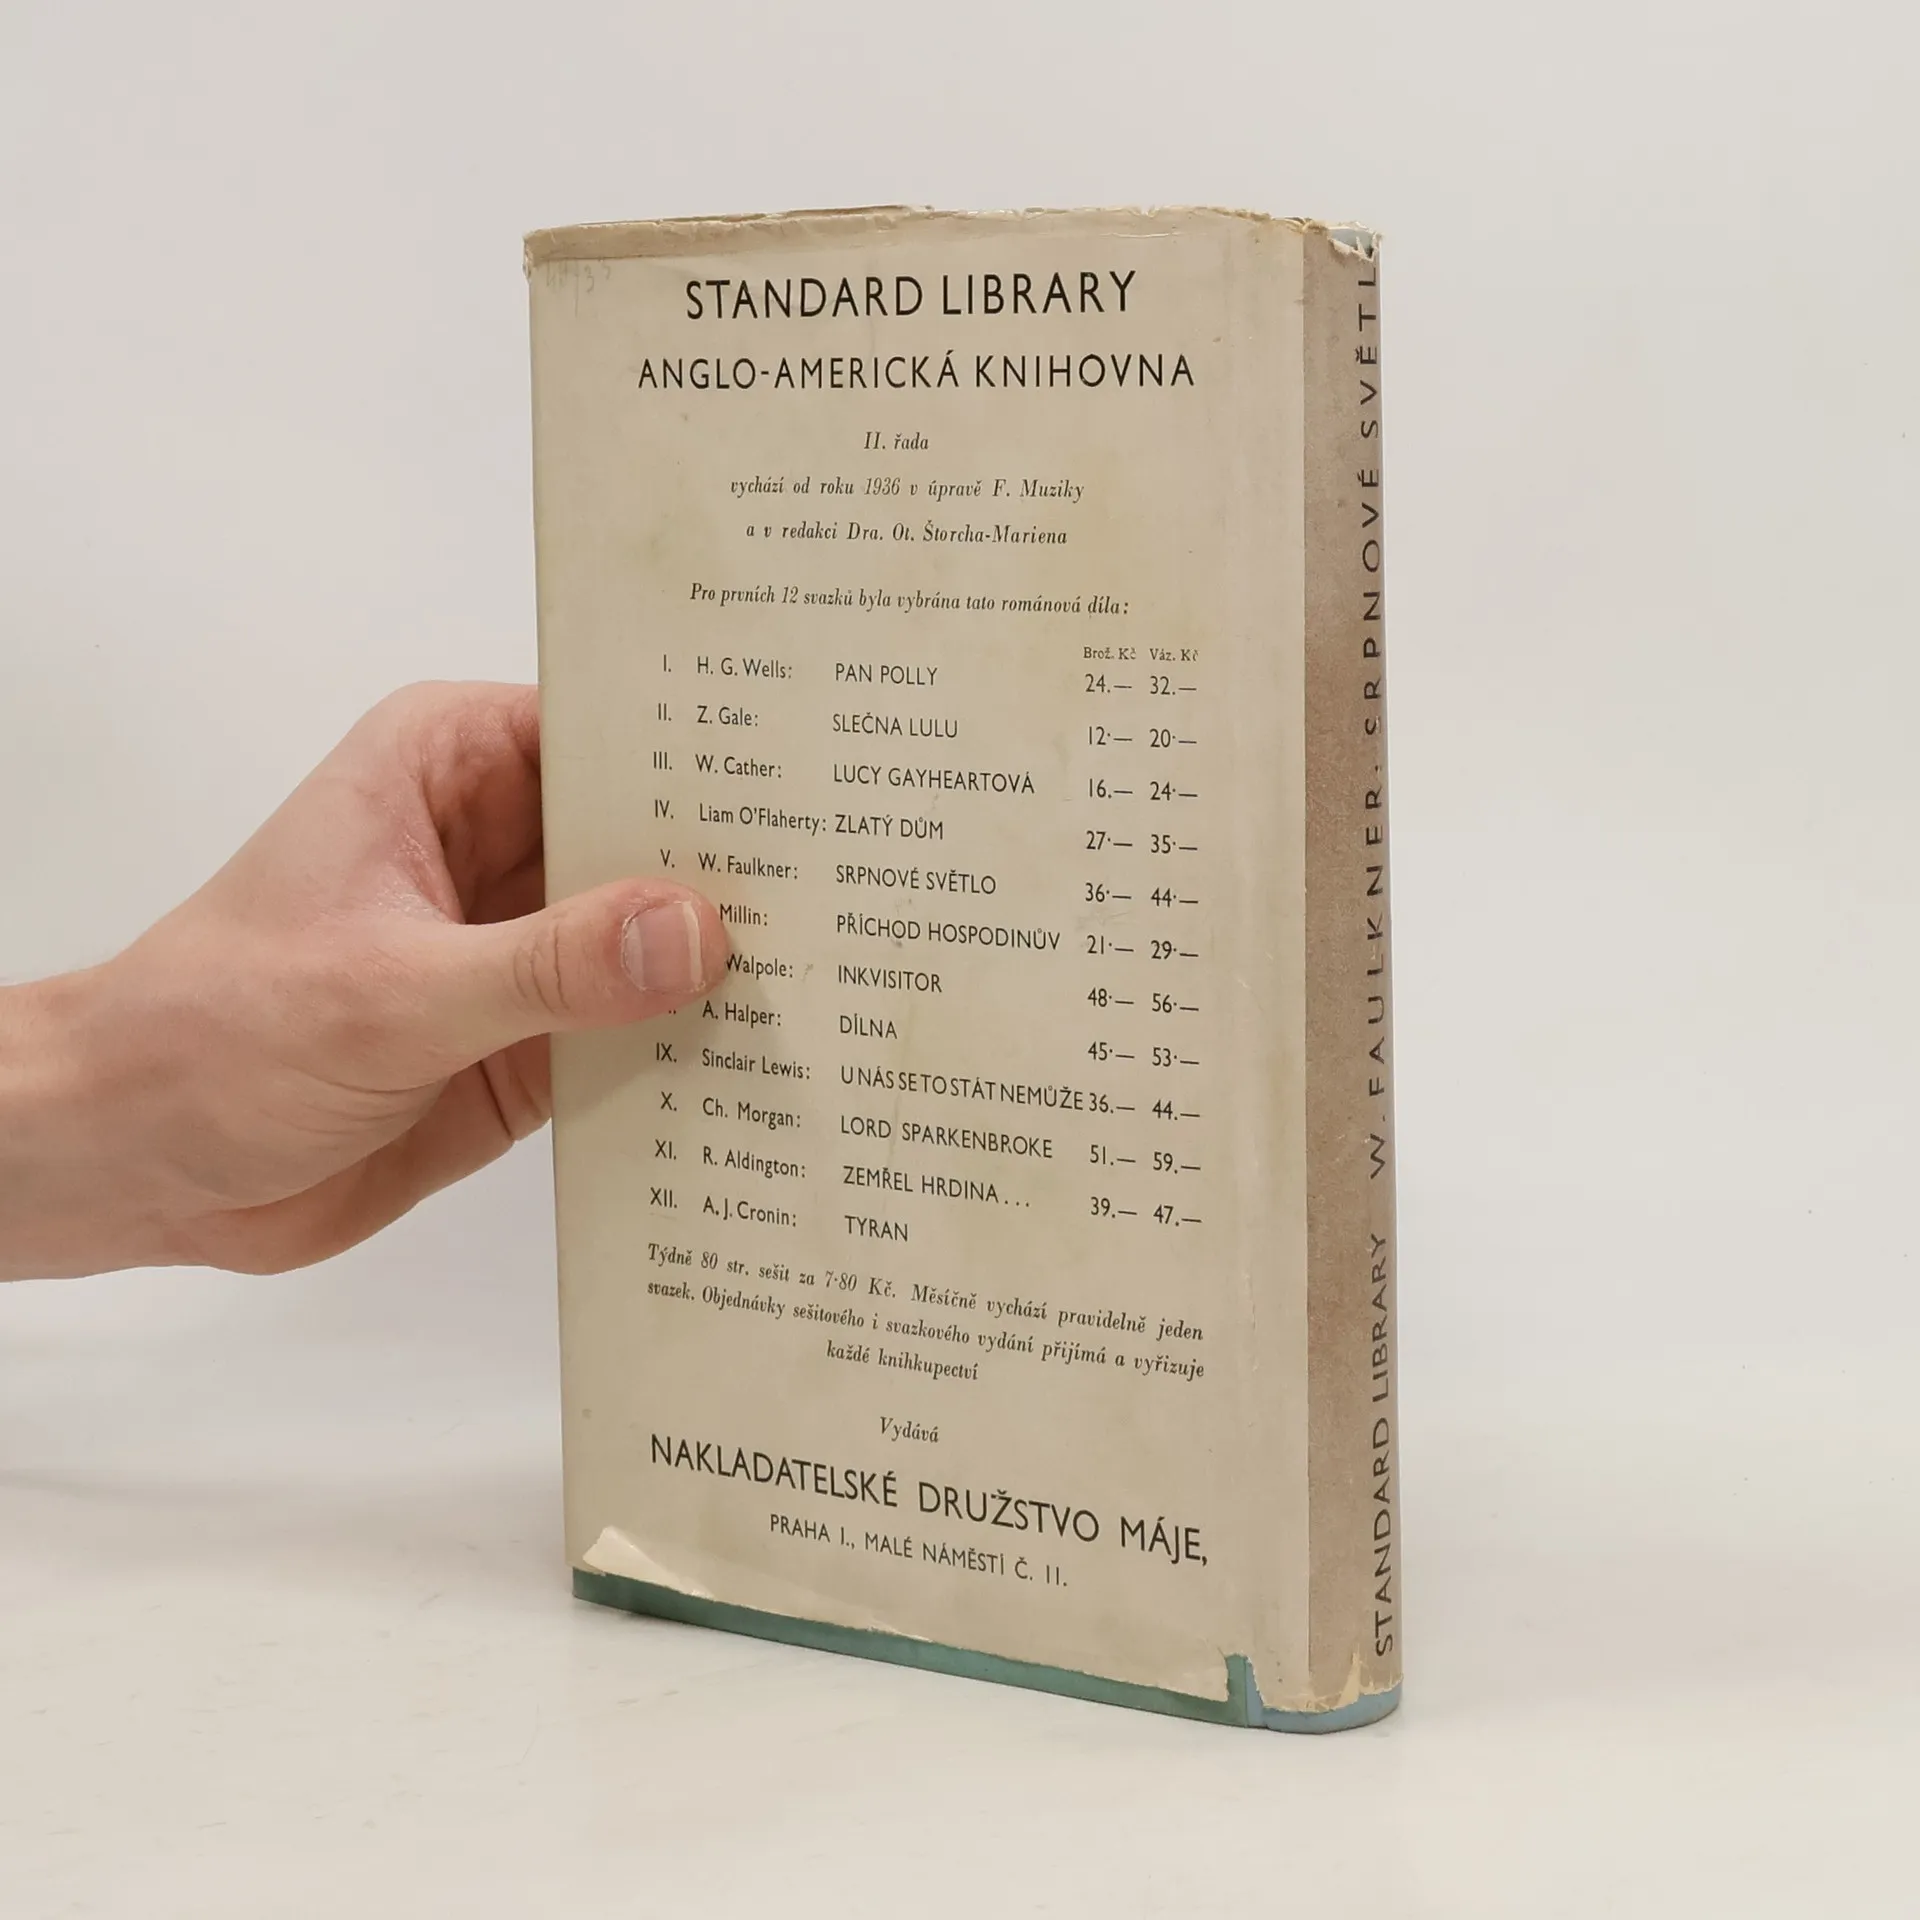 STANDARD LIBRARY
ANGLO-AMERICKÁ KNIHOVNA
II. řada
vychází od roku 1936 v úpravě F. Muziky
a v redakci Dra. Ot. Štorcha-Mariena
Pro prvních 12 svazků byla vybrána tato románová díla:
Brož. Kč Váz. Kč
I. H. G. Wells: PAN POLLY 24.— 32.—
II. Z. Gale: SLEČNA LULU 12·— 20·—
III. W. Cather: LUCY GAYHEARTOVÁ 16.— 24·—
IV. Liam O'Flaherty: ZLATÝ DŮM 27·— 35·—
V. W. Faulkner: SRPNOVÉ SVĚTLO 36·— 44·—
Millin: PŘÍCHOD HOSPODINŮV 21·— 29·—
Walpole: INKVISITOR 48·— 56·—
A. Halper: DÍLNA 45·— 53·—
IX. Sinclair Lewis: U NÁS SE TO STÁT NEMŮŽE 36.— 44.—
X. Ch. Morgan: LORD SPARKENBROKE 51.— 59.—
XI. R. Aldington: ZEMŘEL HRDINA... 39.— 47.—
XII. A. J. Cronin: TYRAN
Týdně 80 str. sešit za 7·80 Kč. Měsíčně vychází pravidelně jeden
svazek. Objednávky sešitového i svazkového vydání přijímá a vyřizuje
každé knihkupectví
Vydává
NAKLADATELSKÉ DRUŽSTVO MÁJE,
PRAHA I., MALÉ NÁMĚSTÍ Č. 11.
STANDARD LIBRARY W. FAULKNER: SRPNOVÉ SVĚTL